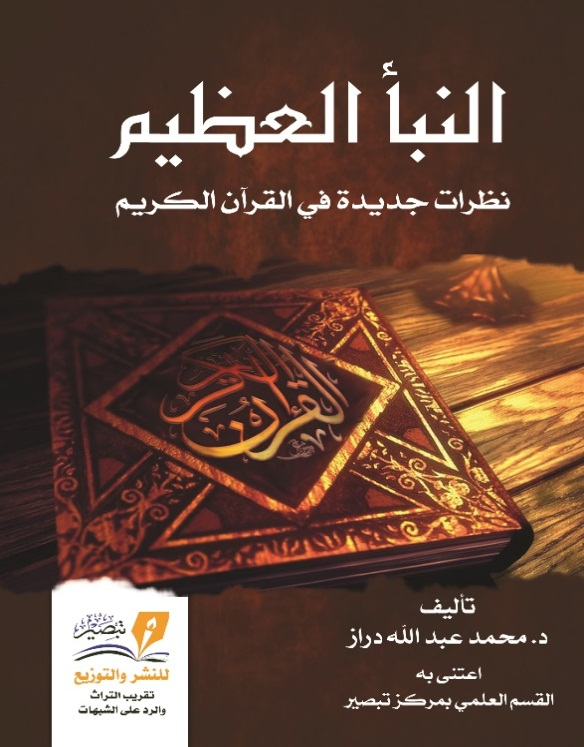 النبأ العظيم
نظرات جديدة في القرآن الكريم
القرآن الكريم
تأليف
د. محمد عبد الله دراز
اعتنى به
القسم العلمي بمركز تبصير
تبصير
للنشر والتوزيع
تقريب التراث
والرد على الشبهات